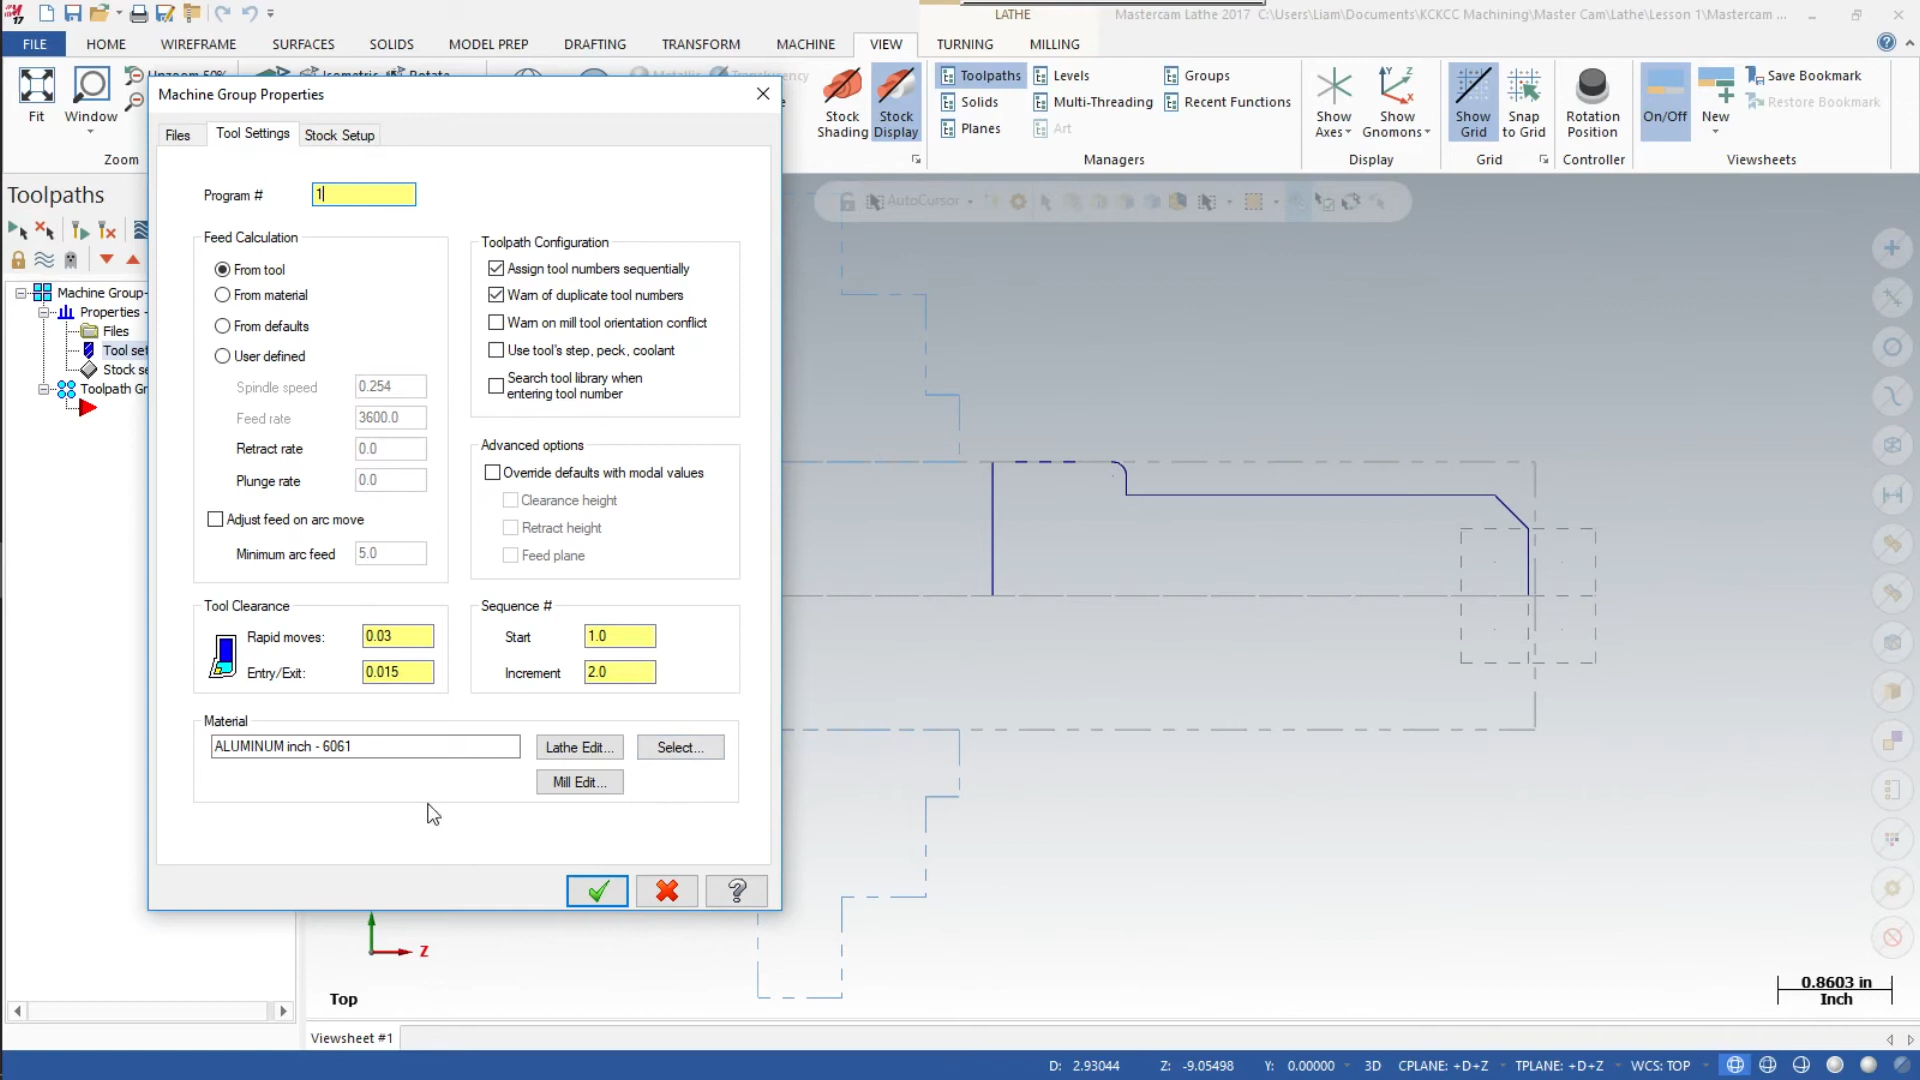 LATHE
Mastercam Lathe 2017 C:\Users\Liam\Documents\KCKCC Machining\Master Cam\Lathe\Lesson 1\Mastercam ...
FILE HOME WIREFRAME SURFACES SOLIDS MODEL PREP DRAFTING TRANSFORM MACHINE VIEW TURNING MILLING
Fit
Window
Zoom
Stock Shading
Stock Display
Toolpaths
Solids
Planes
Levels
Multi-Threading
Art
Groups
Recent Functions
Managers
Show Axes
Show Gnomons
Display
Show Grid
Snap to Grid
Grid
Rotation Position
Controller
On/Off
New
Save Bookmark
Restore Bookmark
Viewsheets
Toolpaths
Machine Group-
Properties -
Files
Tool set
Stock se
Toolpath Gr
AutoCursor
Machine Group Properties
Files Tool Settings Stock Setup
Program # 1
Feed Calculation
From tool
From material
From defaults
User defined
Spindle speed 0.254
Feed rate 3600.0
Retract rate 0.0
Plunge rate 0.0
Adjust feed on arc move
Minimum arc feed 5.0
Toolpath Configuration
Assign tool numbers sequentially
Warn of duplicate tool numbers
Warn on mill tool orientation conflict
Use tool's step, peck, coolant
Search tool library when
entering tool number
Advanced options
Override defaults with modal values
Clearance height
Retract height
Feed plane
Tool Clearance
Rapid moves: 0.03
Entry/Exit: 0.015
Sequence #
Start 1.0
Increment 2.0
Material
ALUMINUM inch - 6061
Lathe Edit... Select...
Mill Edit...
Z
Top
0.8603 in
Inch
Viewsheet #1
D: 2.93044 Z: -9.05498 Y: 0.00000 3D CPLANE: +D+Z TPLANE: +D+Z WCS: TOP